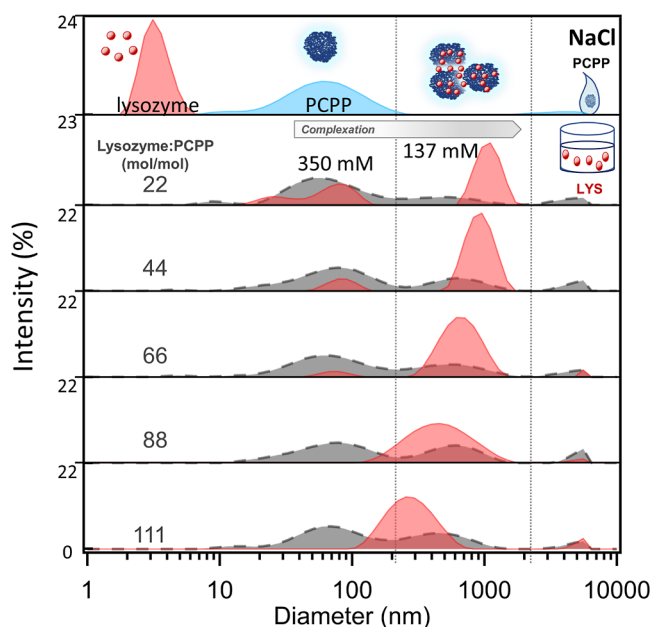 24
NaCl
PCPP
lysozyme
PCPP
23
Complexation
Lysozyme:PCPP
(mol/mol)
350 mM
137 mM
LYS
22
22
44
22
66
22
88
22
111
0
Intensity (%)
1
10
100
1000
10000
Diameter (nm)